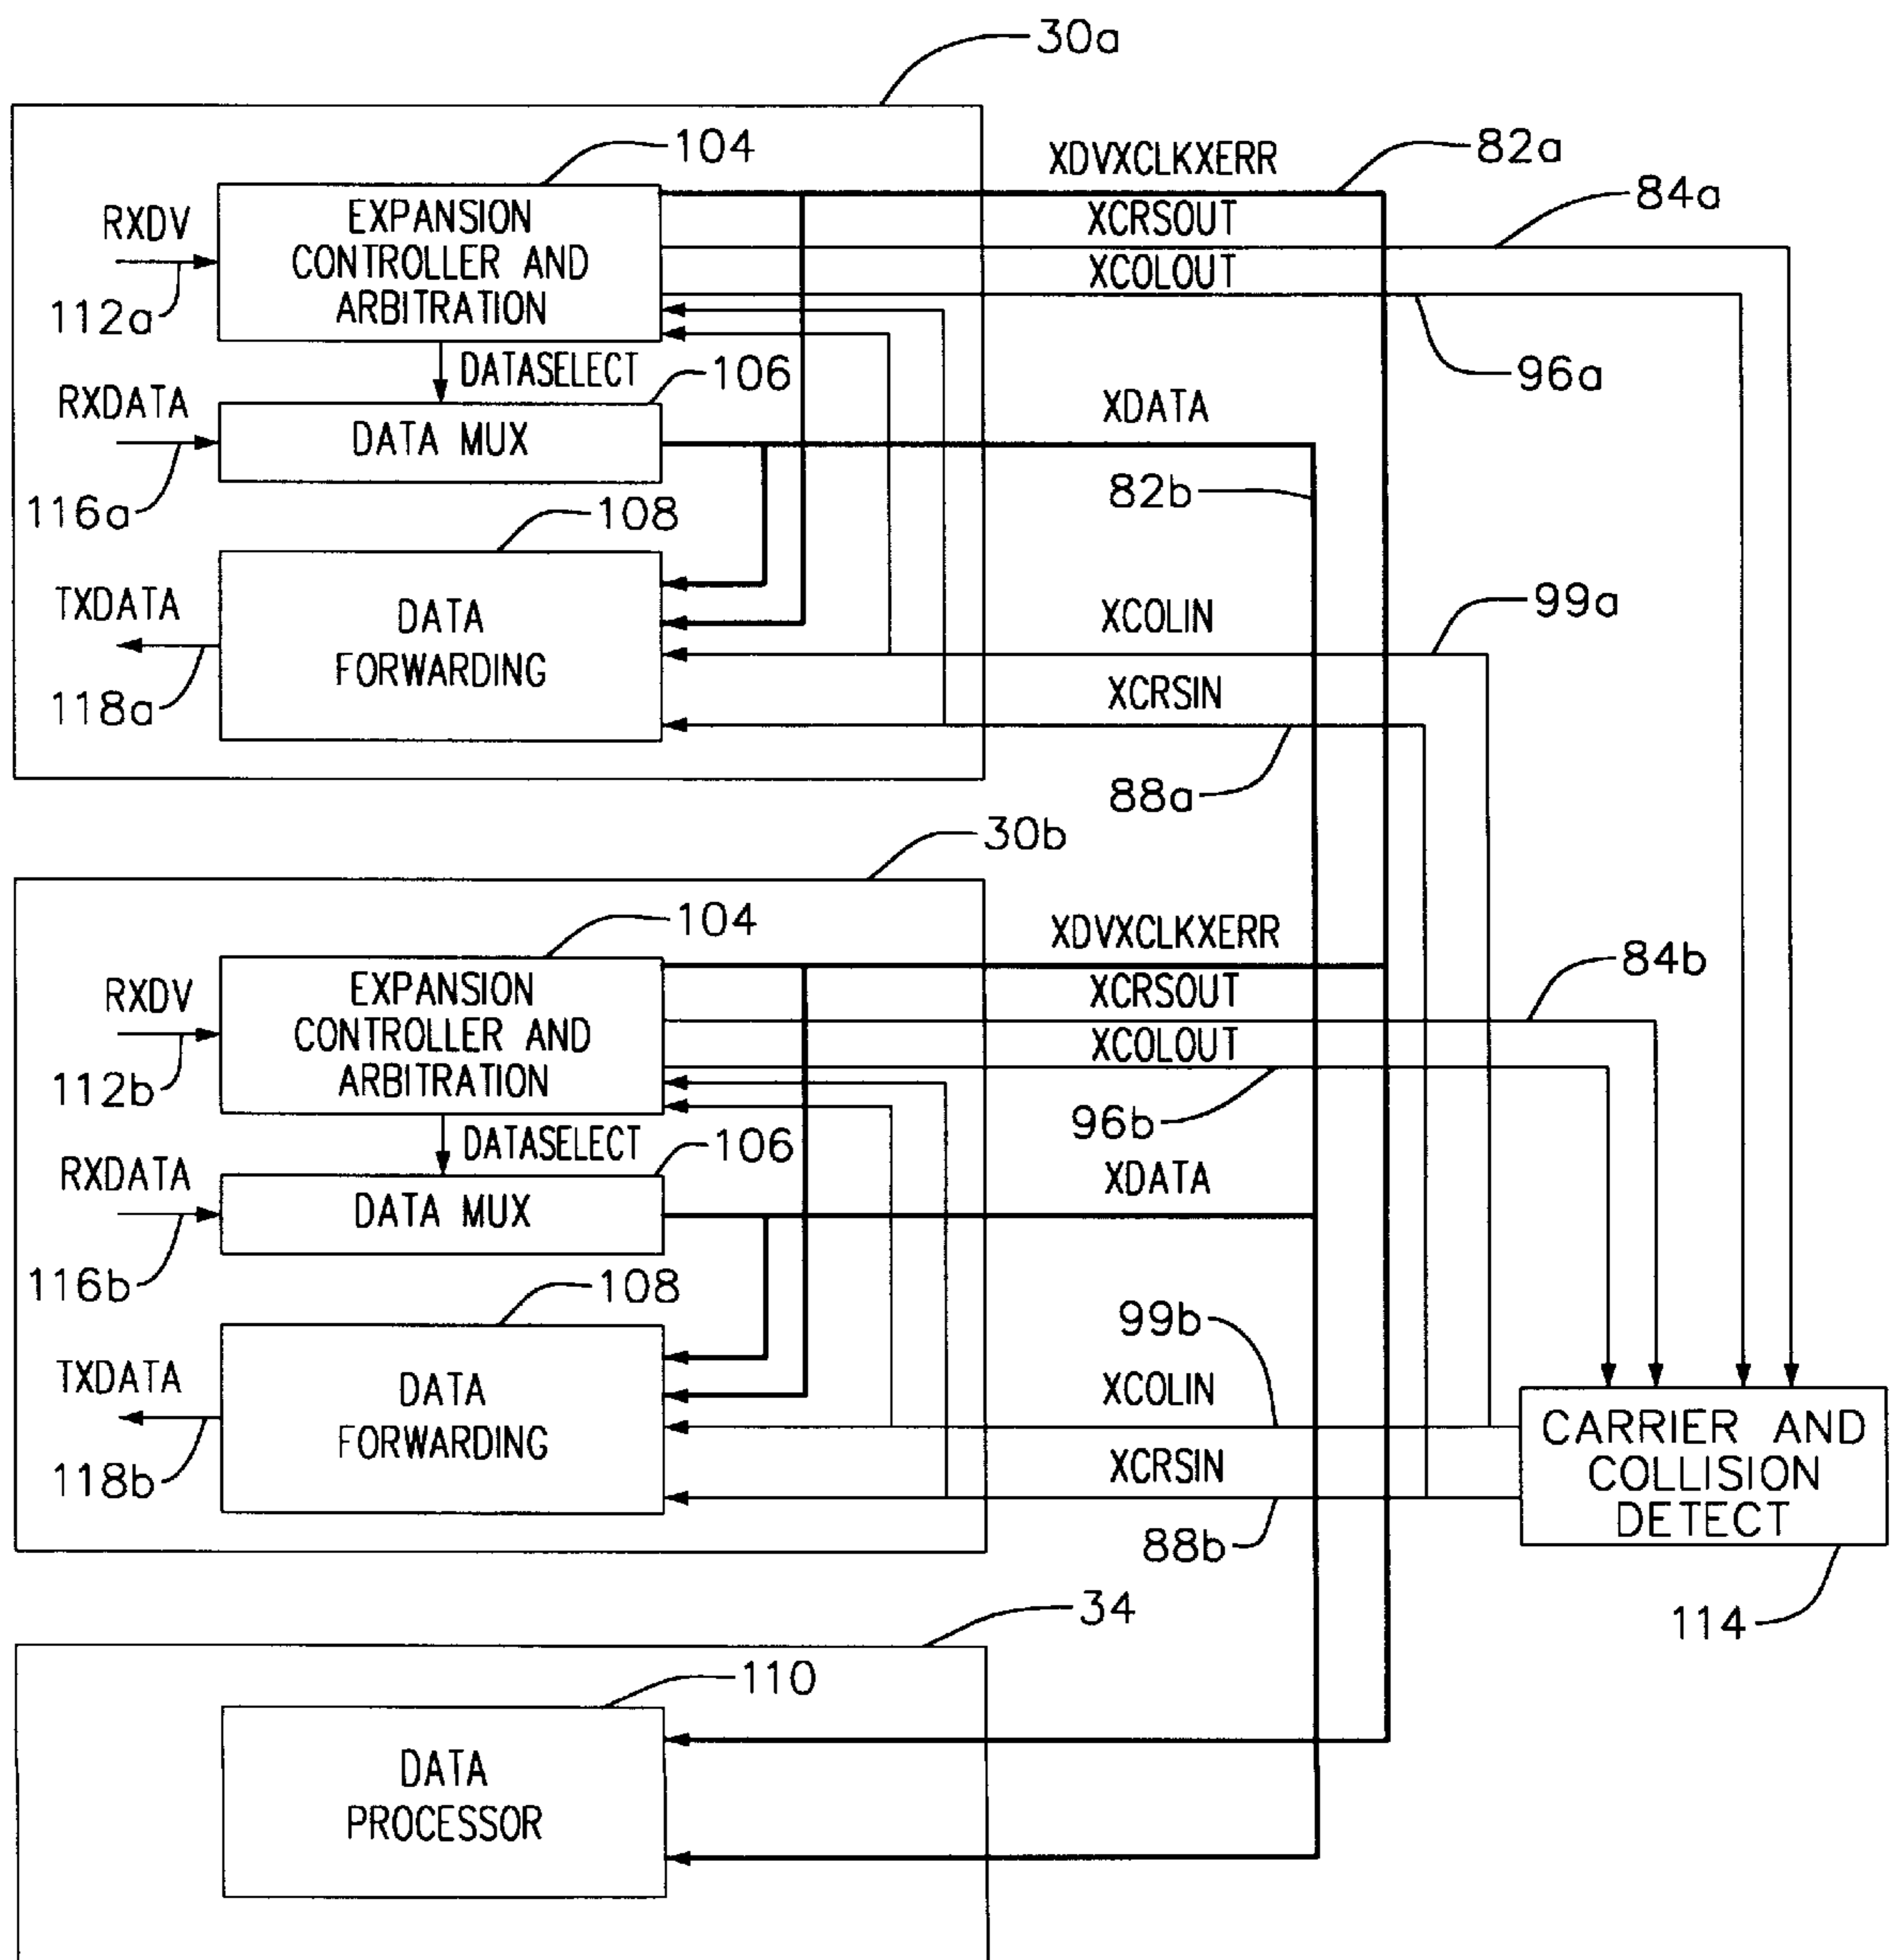 30a
104
XDVXCLKXERR
82a
EXPANSION
CONTROLLER AND
ARBITRATION
RXDV
112a
XCRSOUT
84a
XCOLOUT
96a
DATASELECT
106
RXDATA
DATA MUX
XDATA
116a
82b
108
TXDATA
DATA
FORWARDING
XCOLIN
99a
118a
XCRSIN
88a
30b
104
XDVXCLKXERR
84b
EXPANSION
CONTROLLER AND
ARBITRATION
RXDV
112b
XCRSOUT
XCOLOUT
96b
DATASELECT
106
RXDATA
DATA MUX
XDATA
116b
108
99b
TXDATA
DATA
FORWARDING
XCOLIN
118b
XCRSIN
88b
CARRIER AND
COLLISION
DETECT
114
34
110
DATA
PROCESSOR